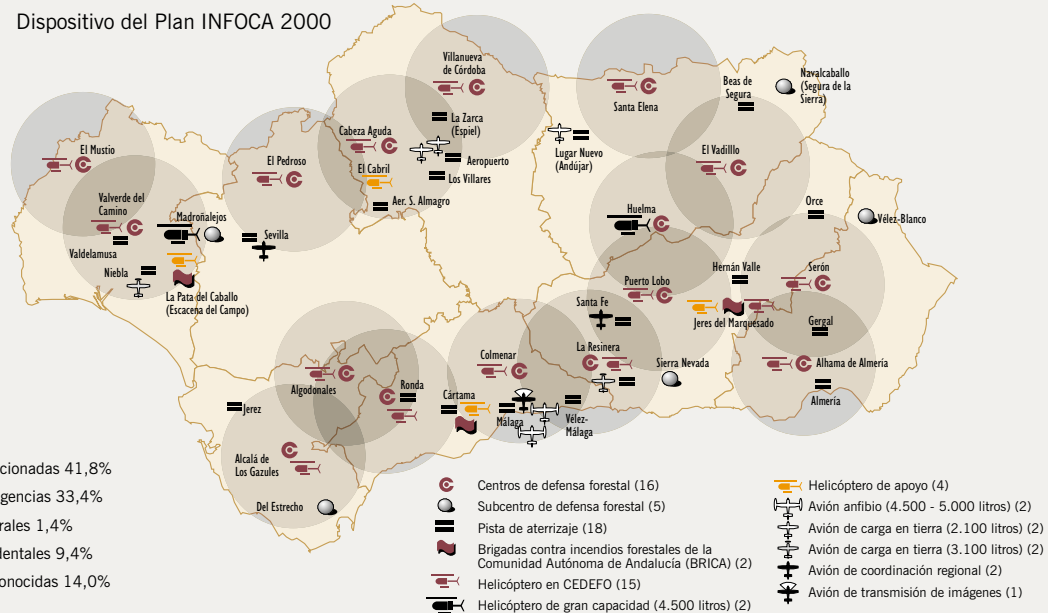 Dispositivo del Plan INFOCA 2000
Villanueva
de Córdoba
Santa Elena
Beas de
Segura
Navalcaballo
(Segura de la
Sierra)
La Zarca
(Espiel)
Cabeza Aguda
El Mustio
El Pedroso
El Cabril
Aeropuerto
Los Villares
Lugar Nuevo
(Andújar)
El Vadilllo
Valverde del
Camino
Madroñalejos
Aer. S. Almagro
Huelma
Orce
Vélez-Blanco
Sevilla
Valdelamusa
Niebla
La Pata del Caballo
(Escacena del Campo)
Puerto Lobo
Hernán Valle
Serón
Santa Fe
Jeres del Marquesado
Gergal
Colmenar
La Resinera
Sierra Nevada
Alhama de Almería
Algodonales
Ronda
Cártama
Jerez
Málaga
Vélez-
Málaga
Almería
Alcalá de
Los Gazules
Del Estrecho
cionadas 41,8%
gencias 33,4%
rales 1,4%
dentales 9,4%
onocidas 14,0%
Centros de defensa forestal (16)
Subcentro de defensa forestal (5)
Pista de aterrizaje (18)
Brigadas contra incendios forestales de la
Comunidad Autónoma de Andalucía (BRICA) (2)
Helicóptero en CEDEFO (15)
Helicóptero de gran capacidad (4.500 litros) (2)
Helicóptero de apoyo (4)
Avión anfibio (4.500 - 5.000 litros) (2)
Avión de carga en tierra (2.100 litros) (2)
Avión de carga en tierra (3.100 litros) (2)
Avión de coordinación regional (2)
Avión de transmisión de imágenes (1)